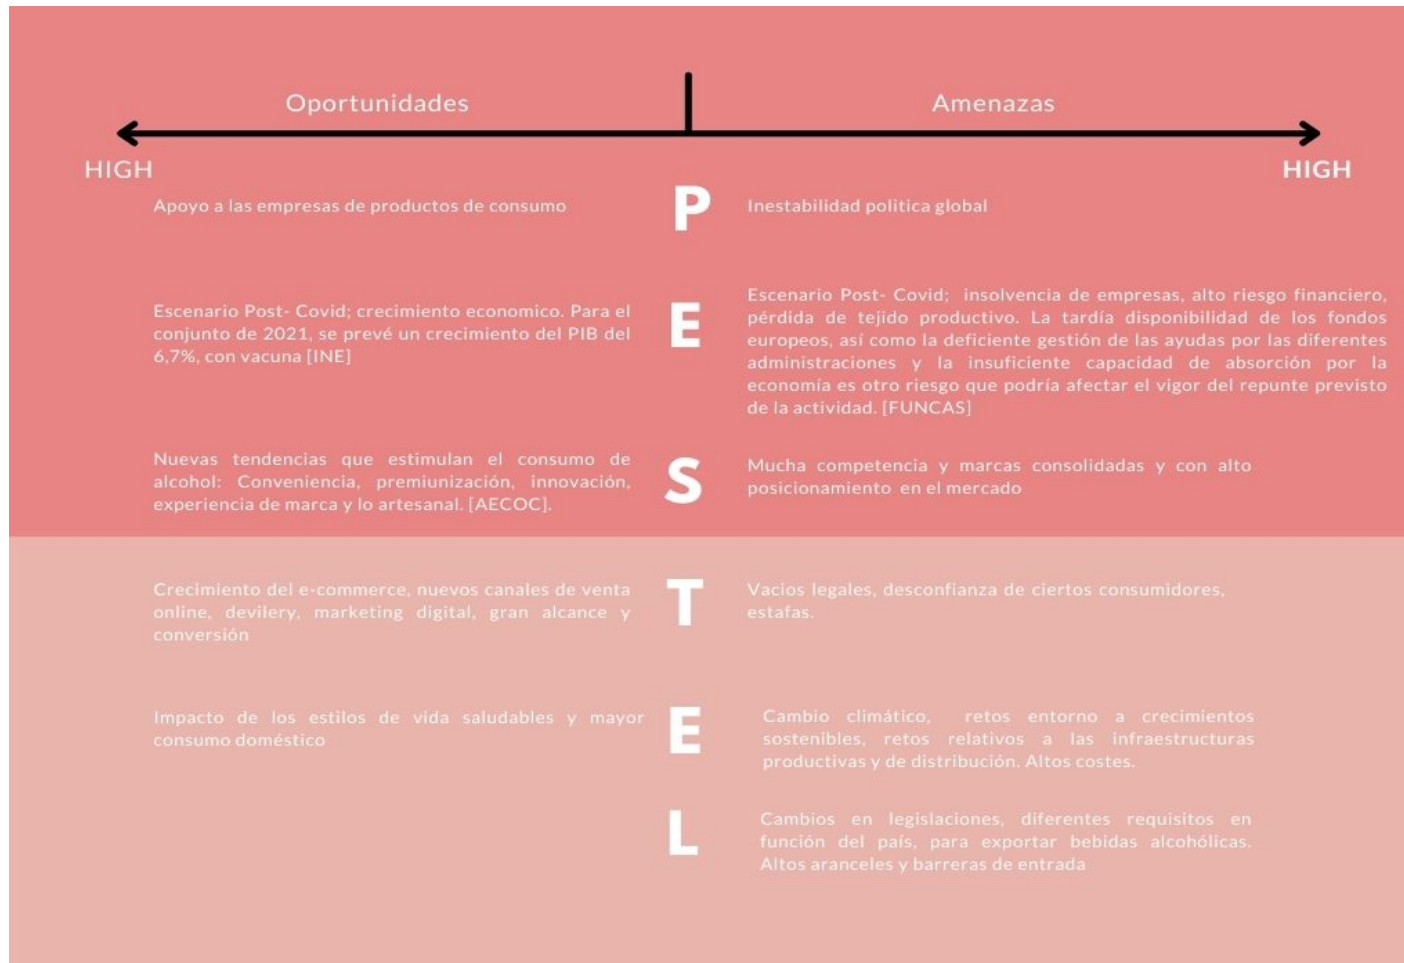 Oportunidades
Amenazas
HIGH
HIGH
Apoyo a las empresas de productos de consumo
P
Inestabilidad politica global
Escenario Post- Covid; crecimiento economico. Para el
conjunto de 2021, se prevé un crecimiento del PIB del
6,7%, con vacuna [INE]
E
Escenario Post- Covid; insolvencia de empresas, alto riesgo financiero,
pérdida de tejido productivo. La tardía disponibilidad de los fondos
europeos, así como la deficiente gestión de las ayudas por las diferentes
administraciones y la insuficiente capacidad de absorción por la
economía es otro riesgo que podría afectar el vigor del repunte previsto
de la actividad. [FUNCAS]
Nuevas tendencias que estimulan el consumo de
alcohol: Conveniencia, premiunización, innovación,
experiencia de marca y lo artesanal. [AECOC].
S
Mucha competencia y marcas consolidadas y con alto
posicionamiento en el mercado
Crecimiento del e-commerce, nuevos canales de venta
online, devilery, marketing digital, gran alcance y
conversión
T
Vacios legales, desconfianza de ciertos consumidores,
estafas.
Impacto de los estilos de vida saludables y mayor
consumo doméstico
E
Cambio climático, retos entorno a crecimientos
sostenibles, retos relativos a las infraestructuras
productivas y de distribución. Altos costes.
L
Cambios en legislaciones, diferentes requisitos en
función del país, para exportar bebidas alcohólicas.
Altos aranceles y barreras de entrada